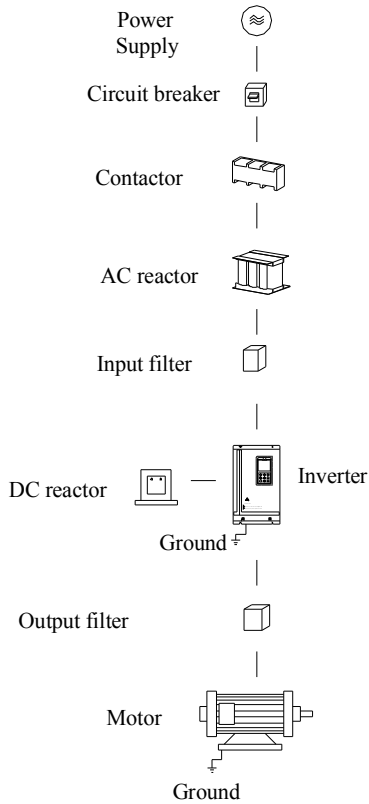 Power
Supply
Circuit breaker
Contactor
AC reactor
Input filter
DC reactor
Inverter
Ground
Output filter
Motor
Ground